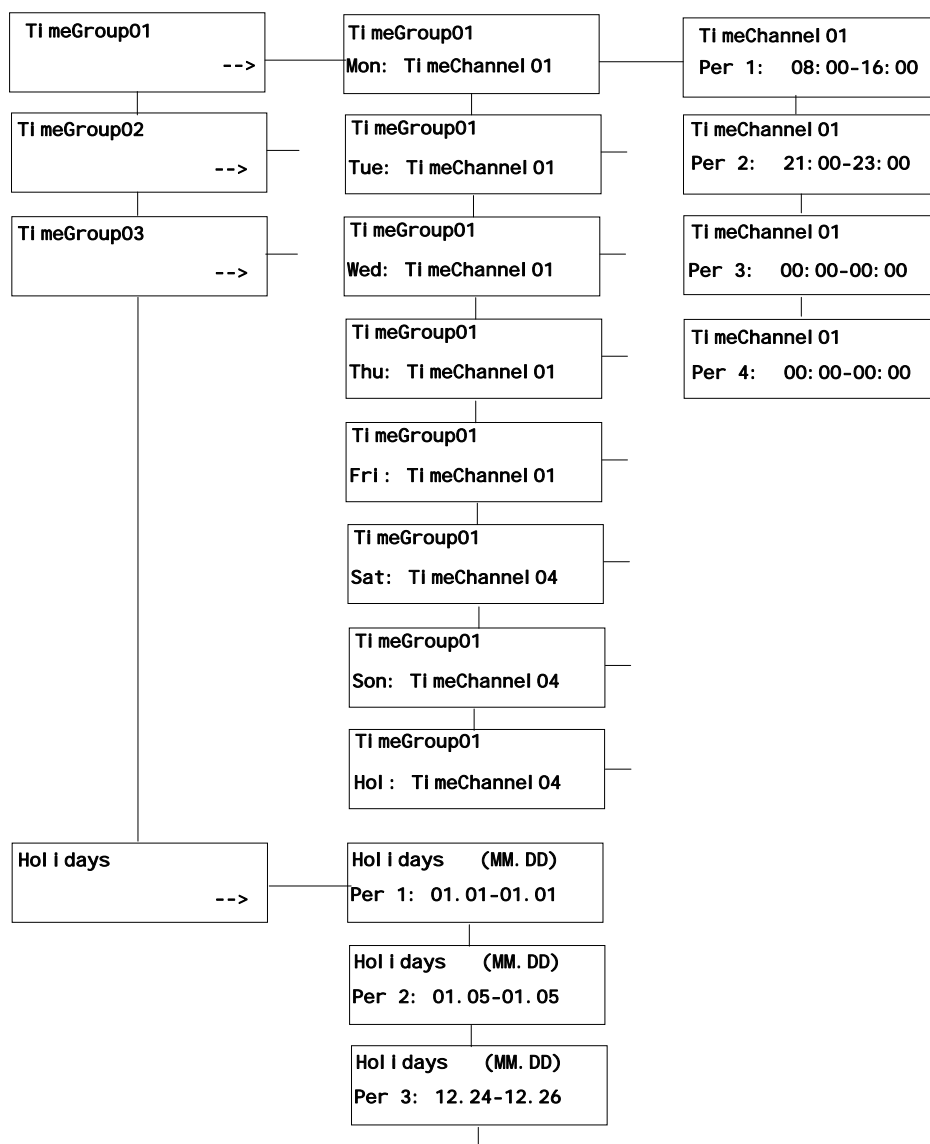 TimeGroup01
-->
TimeGroup02
-->
TimeGroup03
-->
Holidays
-->
TimeGroup01
Mon: TimeChannel01
TimeGroup01
Tue: TimeChannel01
TimeGroup01
Wed: TimeChannel01
TimeGroup01
Thu: TimeChannel01
TimeGroup01
Fri: TimeChannel01
TimeGroup01
Sat: TimeChannel04
TimeGroup01
Son: TimeChannel04
TimeGroup01
Hol: TimeChannel04
Holidays (MM.DD)
Per 1: 01.01-01.01
Holidays (MM.DD)
Per 2: 01.05-01.05
Holidays (MM.DD)
Per 3: 12.24-12.26
TimeChannel01
Per 1: 08:00-16:00
TimeChannel01
Per 2: 21:00-23:00
TimeChannel01
Per 3: 00:00-00:00
TimeChannel01
Per 4: 00:00-00:00